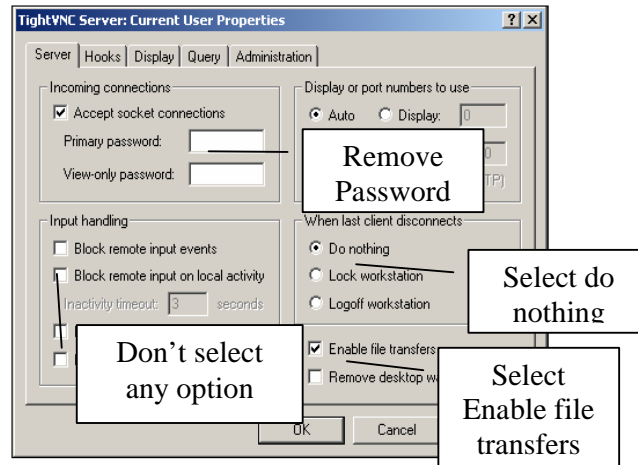 TightVNC Server: Current User Properties
Server Hooks Display Query Administration
Incoming connections
Accept socket connections
Primary password:
View-only password:
Display or port numbers to use
Auto Display: 0
0
TP)
Remove
Password
Input handling
Block remote input events
Block remote input on local activity
Inactivity timeout: 3 seconds
Don’t select
any option
When last client disconnects
Do nothing
Lock workstation
Logoff workstation
Select do
nothing
Enable file transfers
Remove desktop
Select
Enable file
transfers
OK Cancel